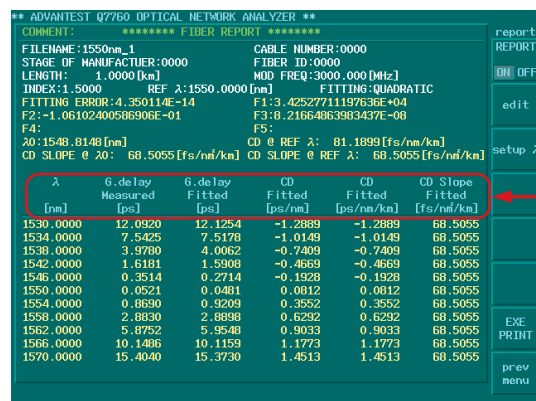 ** ADVANTEST Q7760 OPTICAL NETWORK ANALYZER **
COMMENT: ******** FIBER REPORT ********
FILENAME:1550nm_1 CABLE NUMBER:0000
STAGE OF MANUFACTUER:0000 FIBER ID:0000
LENGTH: 1.0000[km] MOD FREQ:3000.000[MHz]
INDEX:1.5000 REF λ:1550.0000[nm] FITTING:QUADRATIC
FITTING ERROR:4.350114E-14 F1:3.42527711197636E+04
F2:-1.06102400586906E-01 F3:8.21664863983437E-08
F4: F5:
λ0:1548.8148[nm] CD @ REF λ: 81.1899[fs/nm/km]
CD SLOPE @ λ0: 68.5055[fs/nm²/km] CD SLOPE @ REF λ: 68.5055[fs/nm²/km]
λ G.delay G.delay CD CD CD Slope
Measured Fitted Fitted Fitted Fitted
[nm] [ps] [ps] [ps/nm] [ps/nm/km] [fs/nm²/km]
1530.0000 12.0920 12.1254 -1.2889 -1.2889 68.5055
1534.0000 7.5425 7.5178 -1.0149 -1.0149 68.5055
1538.0000 3.9780 4.0062 -0.7409 -0.7409 68.5055
1542.0000 1.6181 1.5908 -0.4669 -0.4669 68.5055
1546.0000 0.3514 0.2714 -0.1928 -0.1928 68.5055
1550.0000 0.0521 0.0481 0.0812 0.0812 68.5055
1554.0000 0.8690 0.9209 0.3552 0.3552 68.5055
1558.0000 2.8830 2.8898 0.6292 0.6292 68.5055
1562.0000 5.8752 5.9548 0.9033 0.9033 68.5055
1566.0000 10.1486 10.1159 1.1773 1.1773 68.5055
1570.0000 15.4040 15.3730 1.4513 1.4513 68.5055
report
REPORT
ON OFF
edit
setup λ
EXE
PRINT
prev
menu